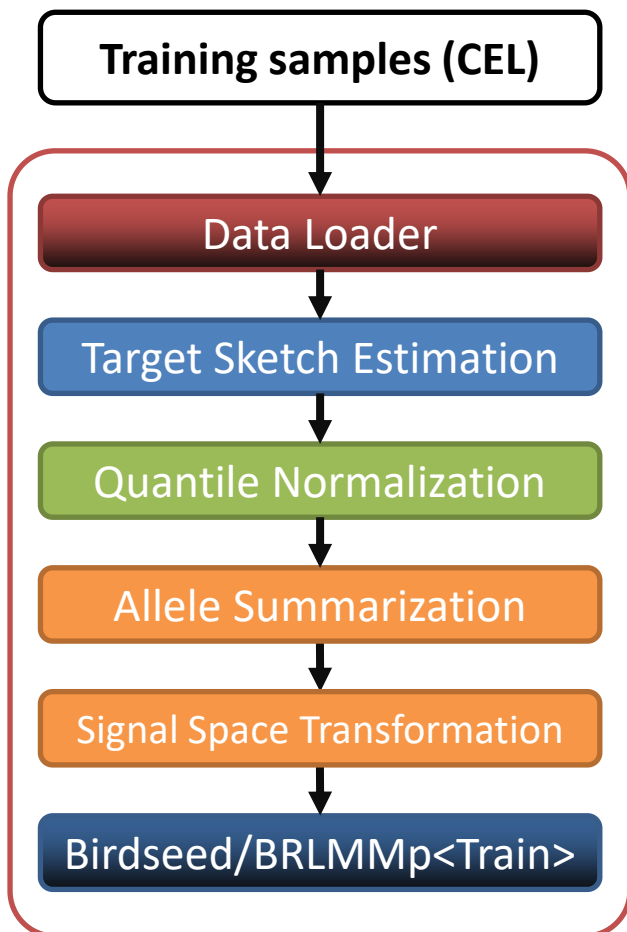 Training samples (CEL)
Data Loader
Target Sketch Estimation
Quantile Normalization
Allele Summarization
Signal Space Transformation
Birdseed/BRLMMp<Train>